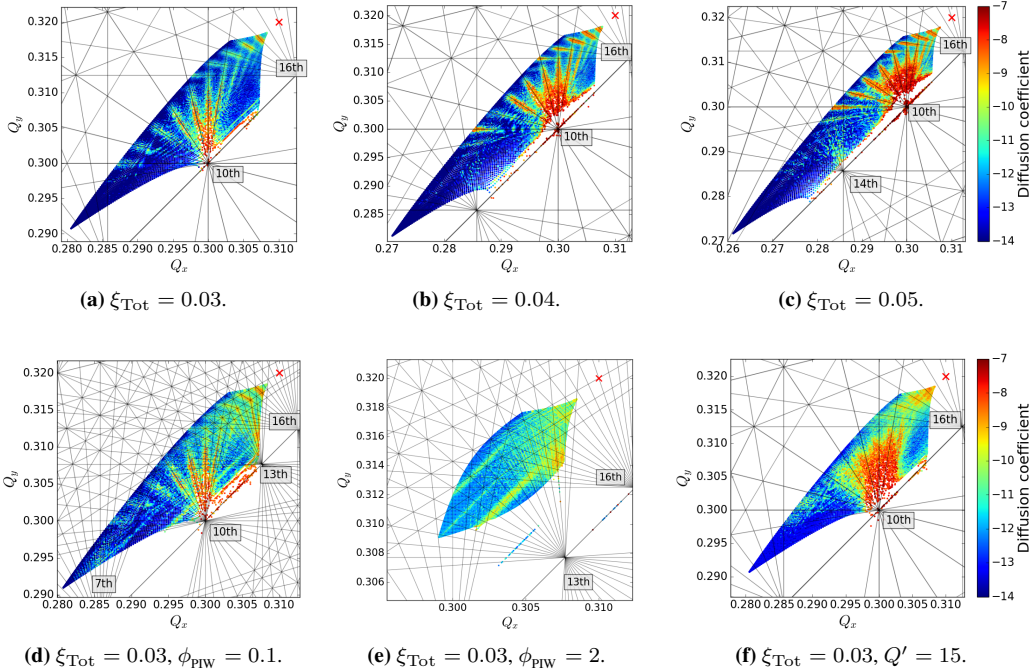 0.320
0.315
0.310
0.305
0.300
0.295
0.290
Q_y
0.280 0.285 0.290 0.295 0.300 0.305 0.310
Q_x
16th
10th
(a) ξ_Tot = 0.03.
0.320
0.315
0.310
0.305
0.300
0.295
0.290
0.285
Q_y
0.27 0.28 0.29 0.30 0.31
Q_x
16th
10th
(b) ξ_Tot = 0.04.
0.32
0.31
0.30
0.29
0.28
0.27
Q_y
0.26 0.27 0.28 0.29 0.30 0.31
Q_x
16th
10th
14th
−7
−8
−9
−10
−11
−12
−13
−14
Diffusion coefficient
(c) ξ_Tot = 0.05.
0.320
0.315
0.310
0.305
0.300
0.295
0.290
Q_y
0.280 0.285 0.290 0.295 0.300 0.305 0.310
Q_x
16th
13th
10th
7th
(d) ξ_Tot = 0.03, ϕ_PIW = 0.1.
0.320
0.318
0.316
0.314
0.312
0.310
0.308
0.306
Q_y
0.300 0.305 0.310
Q_x
16th
13th
(e) ξ_Tot = 0.03, ϕ_PIW = 2.
0.320
0.315
0.310
0.305
0.300
0.295
0.290
Q_y
0.280 0.285 0.290 0.295 0.300 0.305 0.310
Q_x
16th
10th
−7
−8
−9
−10
−11
−12
−13
−14
Diffusion coefficient
(f) ξ_Tot = 0.03, Q′ = 15.